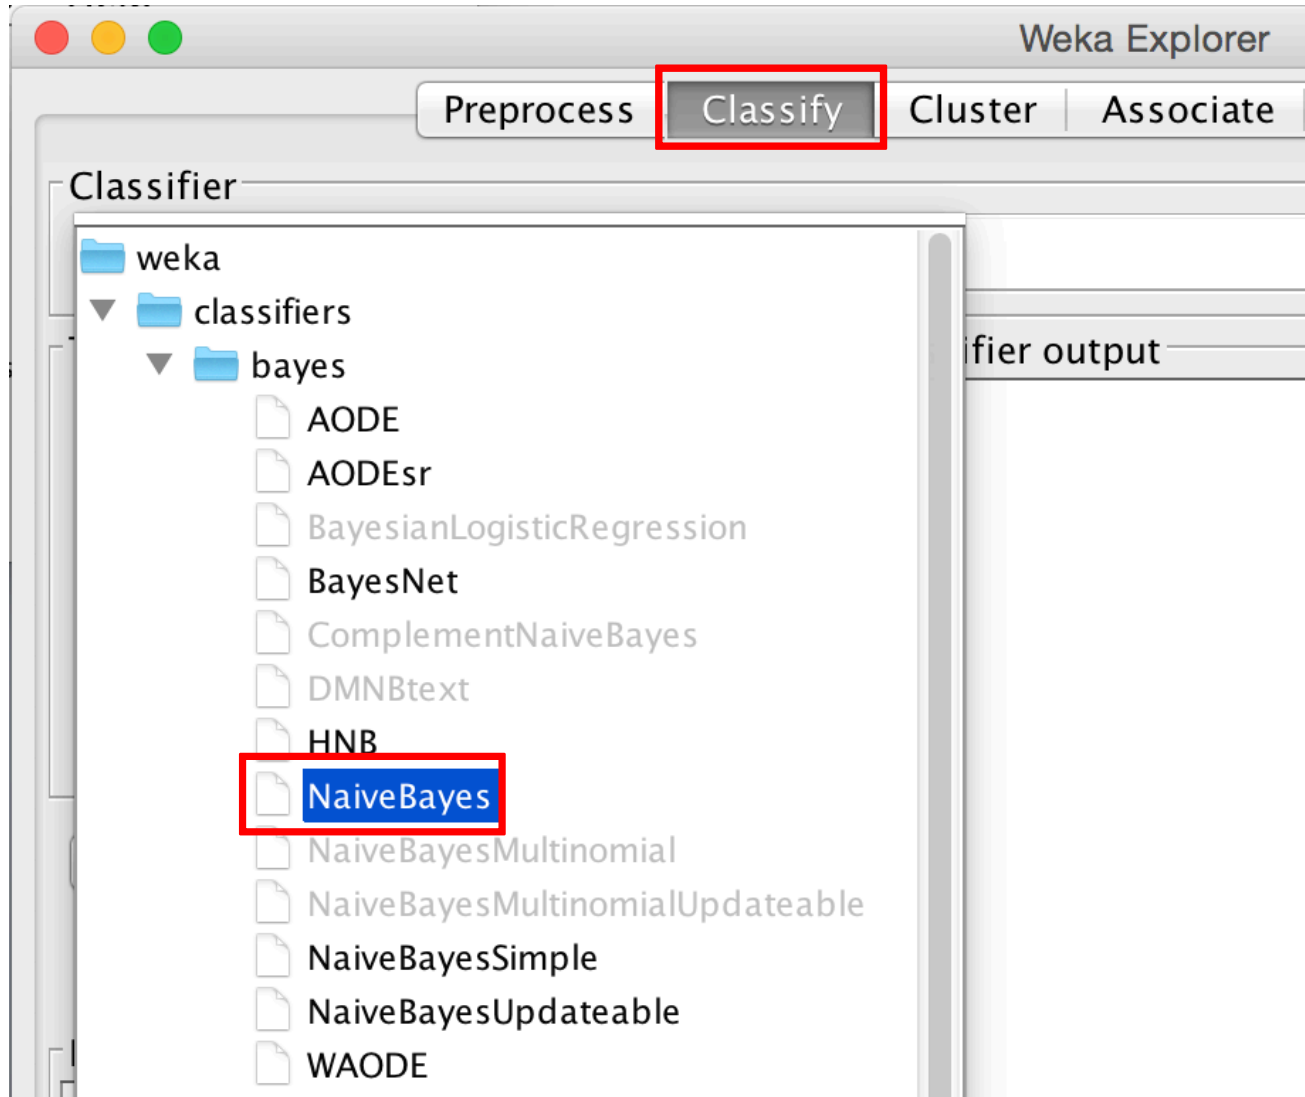 Weka Explorer
Preprocess Classify Cluster Associate
Classifier
weka
classifiers
ifier output
bayes
AODE
AODEsr
BayesianLogisticRegression
BayesNet
ComplementNaiveBayes
DMNBtext
HNB
NaiveBayes
NaiveBayesMultinomial
NaiveBayesMultinomialUpdateable
NaiveBayesSimple
NaiveBayesUpdateable
WAODE